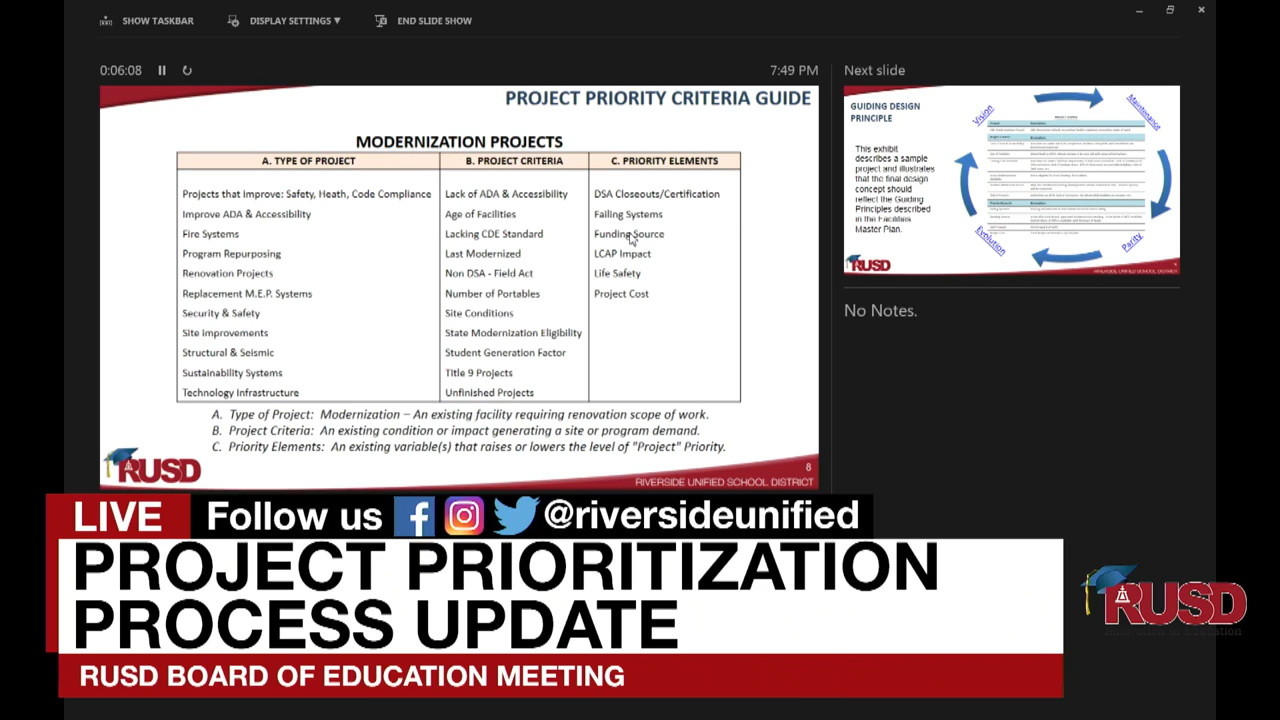 SHOW TASKBAR
DISPLAY SETTINGS ▼
END SLIDE SHOW
0:06:08
7:49 PM
Next slide
PROJECT PRIORITY CRITERIA GUIDE
MODERNIZATION PROJECTS
A. TYPE OF PROJECT B. PROJECT CRITERIA C. PRIORITY ELEMENTS
Projects that improve Safety, Health, Code Compliance Lack of ADA & Accessibility DSA Closeouts/Certification
Improve ADA & Accessibility Age of Facilities Failing Systems
Fire Systems Lacking CDE Standard Funding Source
Program Repurposing Last Modernized LCAP Impact
Renovation Projects Non DSA - Field Act Life Safety
Replacement M.E.P. Systems Number of Portables Project Cost
Security & Safety Site Conditions
Site improvements State Modernization Eligibility
Structural & Seismic Student Generation Factor
Sustainability Systems Title 9 Projects
Technology Infrastructure Unfinished Projects
A. Type of Project: Modernization – An existing facility requiring renovation scope of work.
B. Project Criteria: An existing condition or impact generating a site or program demand.
C. Priority Elements: An existing variable(s) that raises or lowers the level of "Project" Priority.
RUSD
8
RIVERSIDE UNIFIED SCHOOL DISTRICT
GUIDING DESIGN
PRINCIPLE
This exhibit
describes a sample
project and illustrates
that the final design
concept should
reflect the Guiding
Principles described
in the Facilities
Master Plan.
Vision
Maintenance
Evolution
Parity
RUSD
RIVERSIDE UNIFIED SCHOOL DISTRICT
No Notes.
LIVE
Follow us @riversideunified
PROJECT PRIORITIZATION
PROCESS UPDATE
RUSD BOARD OF EDUCATION MEETING
RUSD